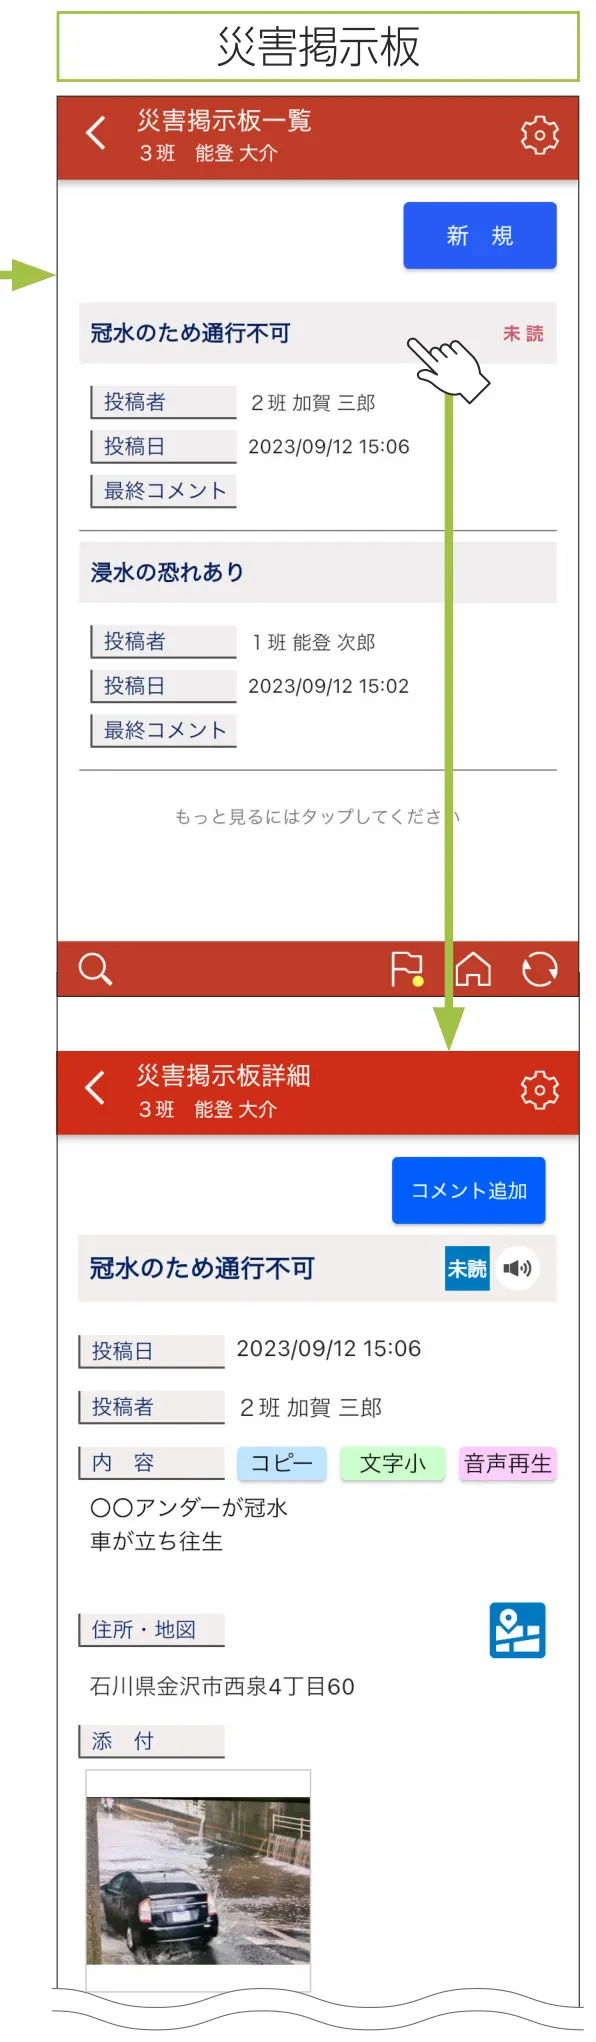 災害掲示板
災害掲示板一覧
3班 能登 大介
新 規
冠水のため通行不可 未読
投稿者 2班 加賀 三郎
投稿日 2023/09/12 15:06
最終コメント
浸水の恐れあり
投稿者 1班 能登 次郎
投稿日 2023/09/12 15:02
最終コメント
もっと見るにはタップしてください
災害掲示板詳細
3班 能登 大介
コメント追加
冠水のため通行不可 未読
投稿日 2023/09/12 15:06
投稿者 2班 加賀 三郎
内 容 コピー 文字小 音声再生
〇〇アンダーが冠水
車が立ち往生
住所・地図
石川県金沢市西泉4丁目60
添 付